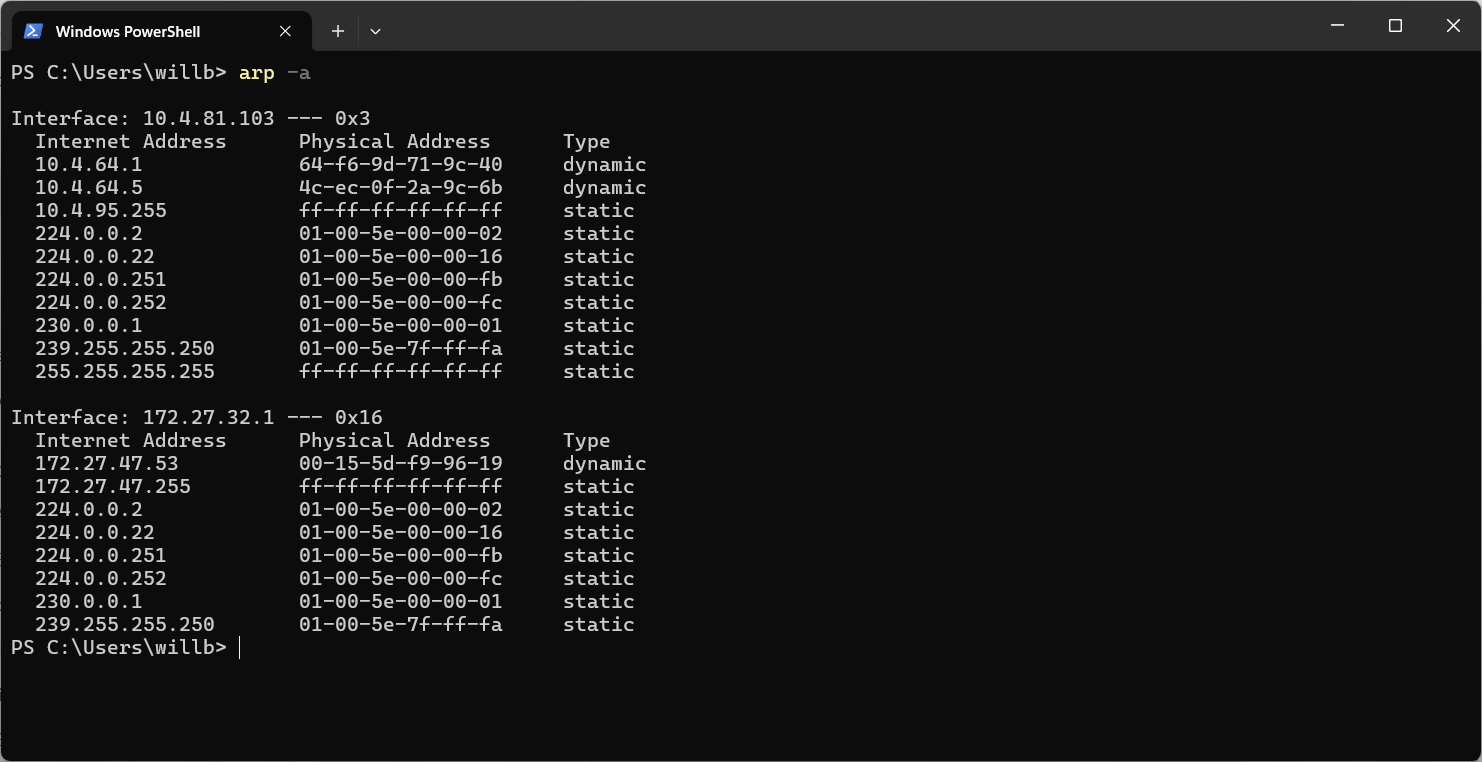 Windows PowerShell
PS C:\Users\willb> arp -a
Interface: 10.4.81.103 --- 0x3
Internet Address Physical Address Type
10.4.64.1 64-f6-9d-71-9c-40 dynamic
10.4.64.5 4c-ec-0f-2a-9c-6b dynamic
10.4.95.255 ff-ff-ff-ff-ff-ff static
224.0.0.2 01-00-5e-00-00-02 static
224.0.0.22 01-00-5e-00-00-16 static
224.0.0.251 01-00-5e-00-00-fb static
224.0.0.252 01-00-5e-00-00-fc static
230.0.0.1 01-00-5e-00-00-01 static
239.255.255.250 01-00-5e-7f-ff-fa static
255.255.255.255 ff-ff-ff-ff-ff-ff static
Interface: 172.27.32.1 --- 0x16
Internet Address Physical Address Type
172.27.47.53 00-15-5d-f9-96-19 dynamic
172.27.47.255 ff-ff-ff-ff-ff-ff static
224.0.0.2 01-00-5e-00-00-02 static
224.0.0.22 01-00-5e-00-00-16 static
224.0.0.251 01-00-5e-00-00-fb static
224.0.0.252 01-00-5e-00-00-fc static
230.0.0.1 01-00-5e-00-00-01 static
239.255.255.250 01-00-5e-7f-ff-fa static
PS C:\Users\willb>